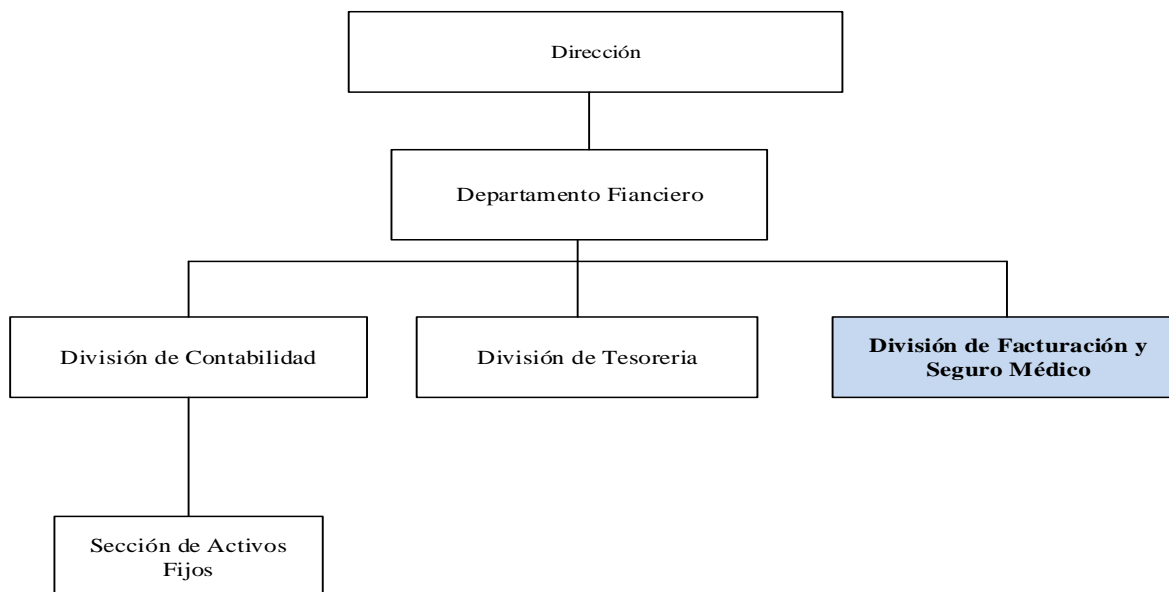 Dirección
Departamento Fianciero
División de Contabilidad
División de Tesoreria
División de Facturación y
Seguro Médico
Sección de Activos
Fijos